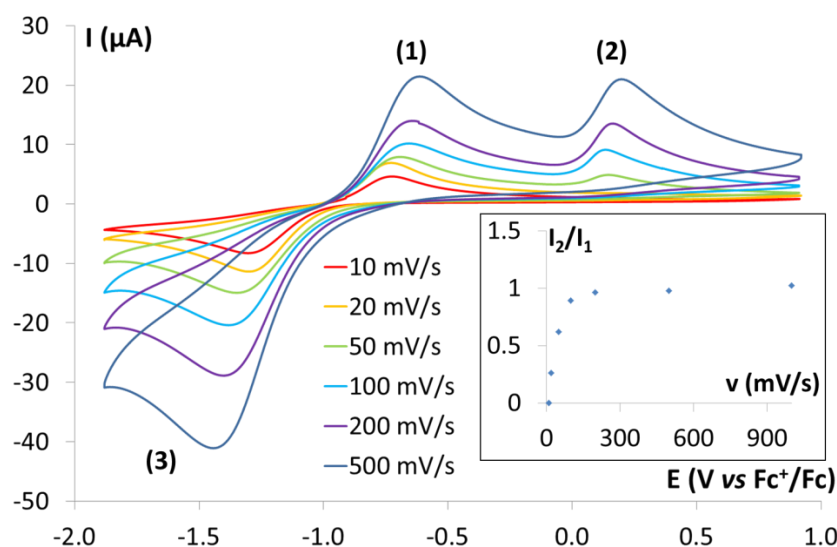 30
I (µA)
(1)
(2)
20
10
0
-10
-20
-30
-40
-50
(3)
10 mV/s
20 mV/s
50 mV/s
100 mV/s
200 mV/s
500 mV/s
1.5
I₂/I₁
1
0.5
0
v (mV/s)
0 300 600 900
E (V vs Fc⁺/Fc)
-2.0 -1.5 -1.0 -0.5 0.0 0.5 1.0